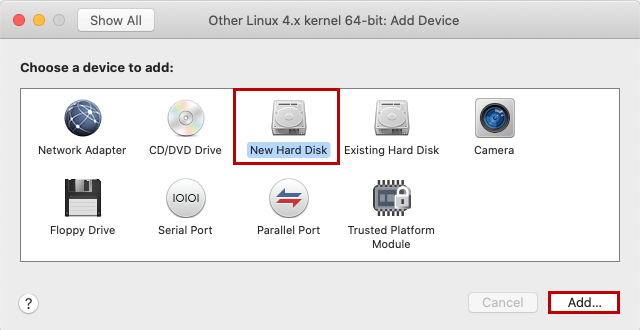 Show All
Other Linux 4.x kernel 64-bit: Add Device
Choose a device to add:
Network Adapter
CD/DVD Drive
New Hard Disk
Existing Hard Disk
Camera
IOIOI
Floppy Drive
Serial Port
Parallel Port
Trusted Platform
Module
?
Cancel
Add...